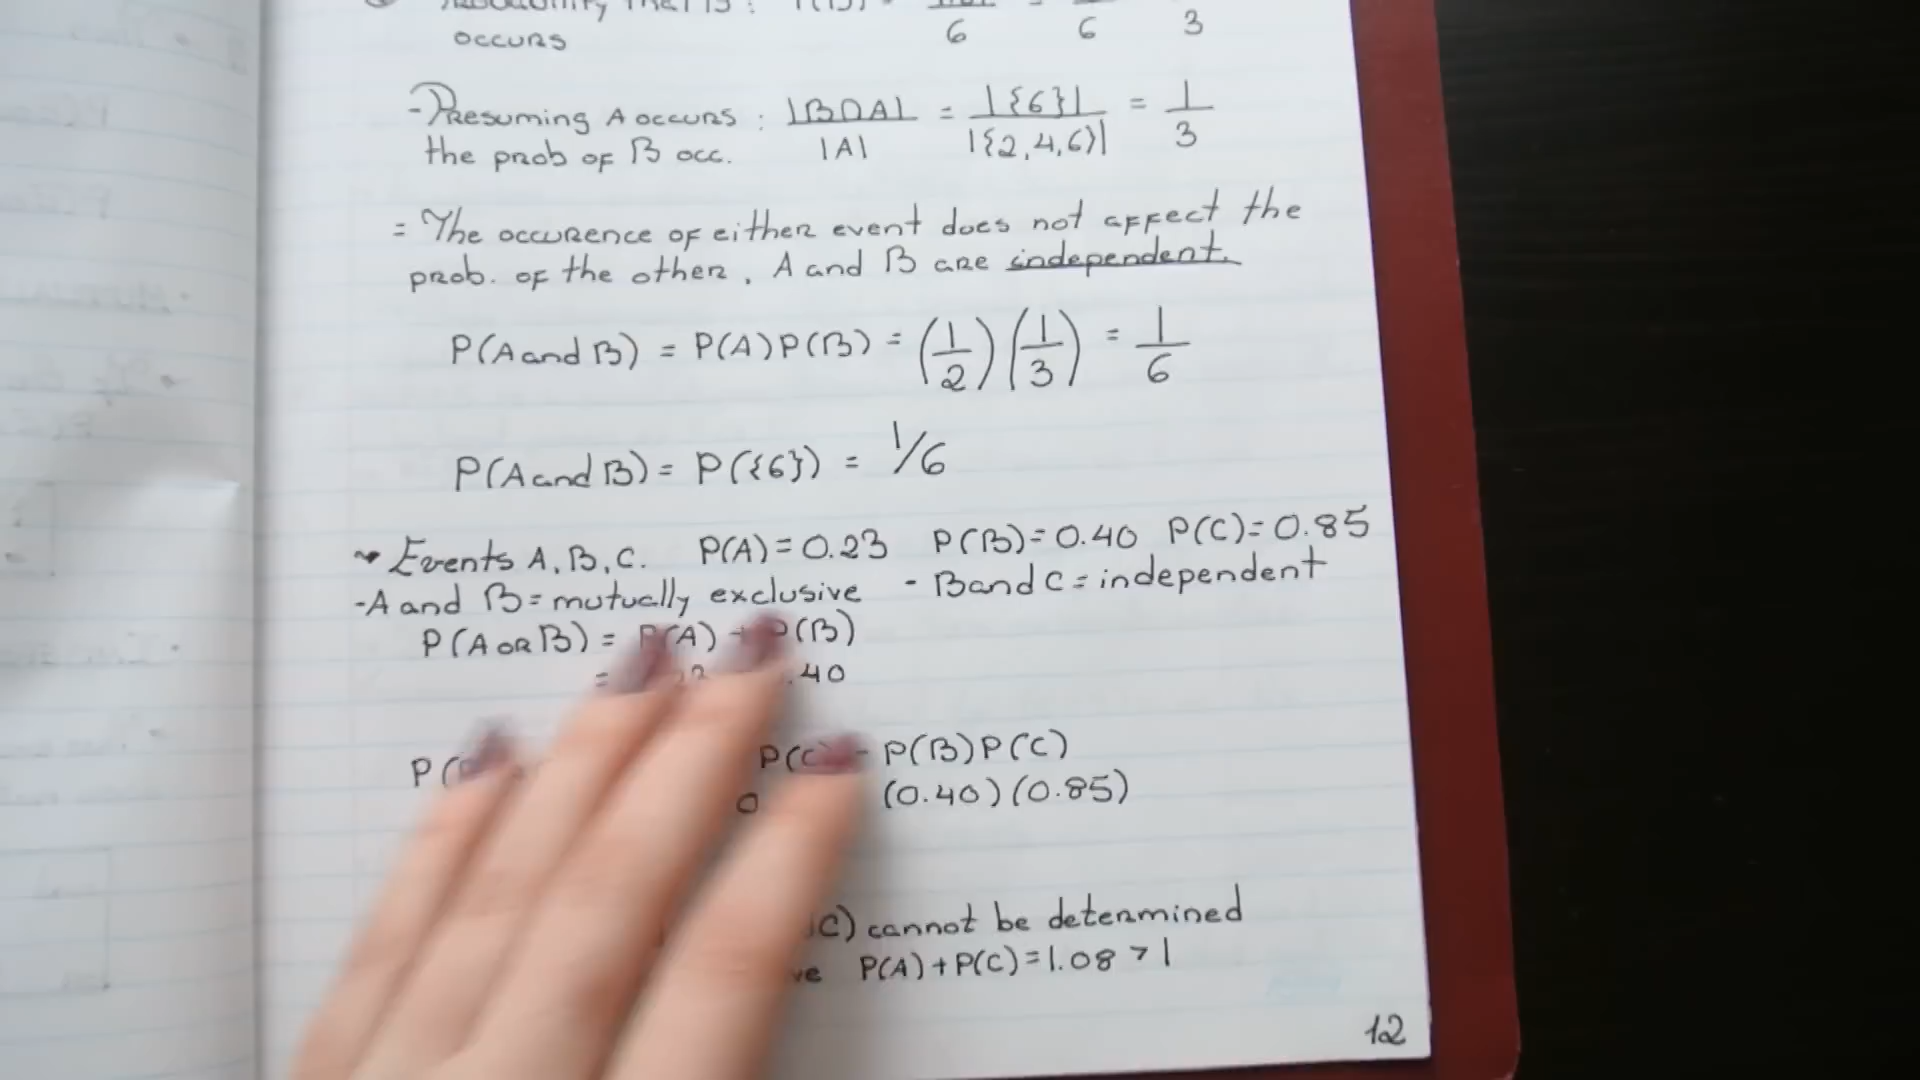 occurs
6 6 3
-Presuming A occurs : |B∩A| / |A| = |{6}| / |{2,4,6}| = 1/3
the prob of B occ.
= The occurence of either event does not affect the
prob. of the other, A and B are independent.
P(A and B) = P(A)P(B) = (1/2)(1/3) = 1/6
P(A and B) = P({6}) = 1/6
Events A, B, C. P(A)=0.23 P(B)=0.40 P(C)=0.85
-A and B = mutually exclusive - B and C = independent
P(A or B) = P(A) + P(B)
= .40
P( P(C) - P(B)P(C)
0 (0.40)(0.85)
C) cannot be determined
P(A)+P(C)=1.08 > 1
12